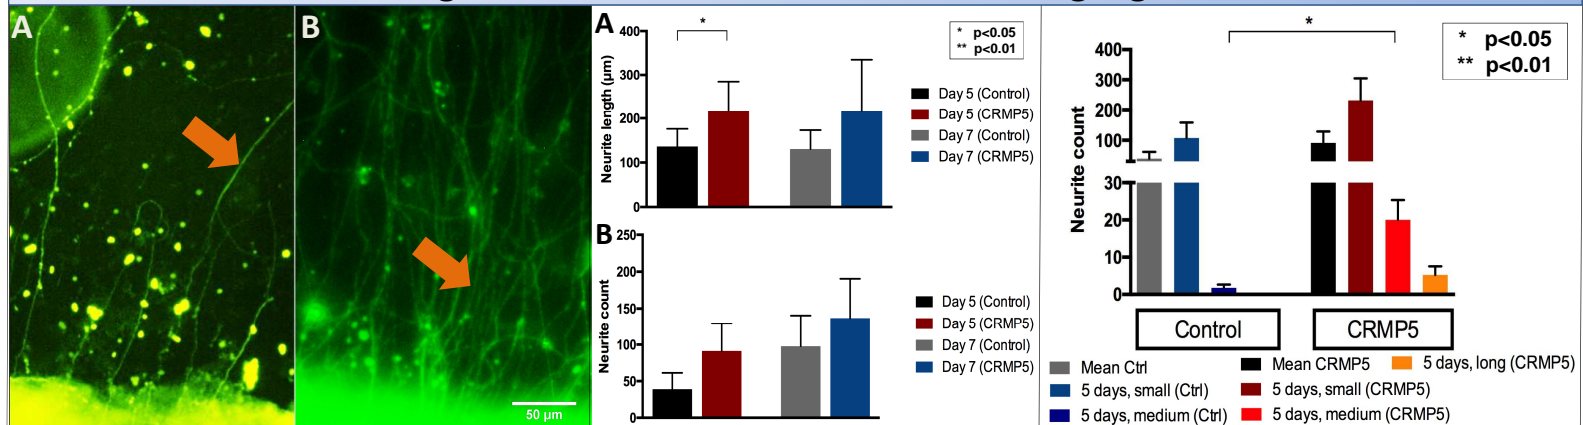 A
B
50 µm
A
400
300
200
100
0
Neurite length (µm)
*
* p<0.05
** p<0.01
Day 5 (Control)
Day 5 (CRMP5)
Day 7 (Control)
Day 7 (CRMP5)
B
250
200
150
100
50
0
Neurite count
Day 5 (Control)
Day 5 (CRMP5)
Day 7 (Control)
Day 7 (CRMP5)
*
* p<0.05
** p<0.01
400
300
200
100
30
20
10
0
Neurite count
Control
CRMP5
Mean Ctrl
Mean CRMP5
5 days, long (CRMP5)
5 days, small (Ctrl)
5 days, small (CRMP5)
5 days, medium (Ctrl)
5 days, medium (CRMP5)